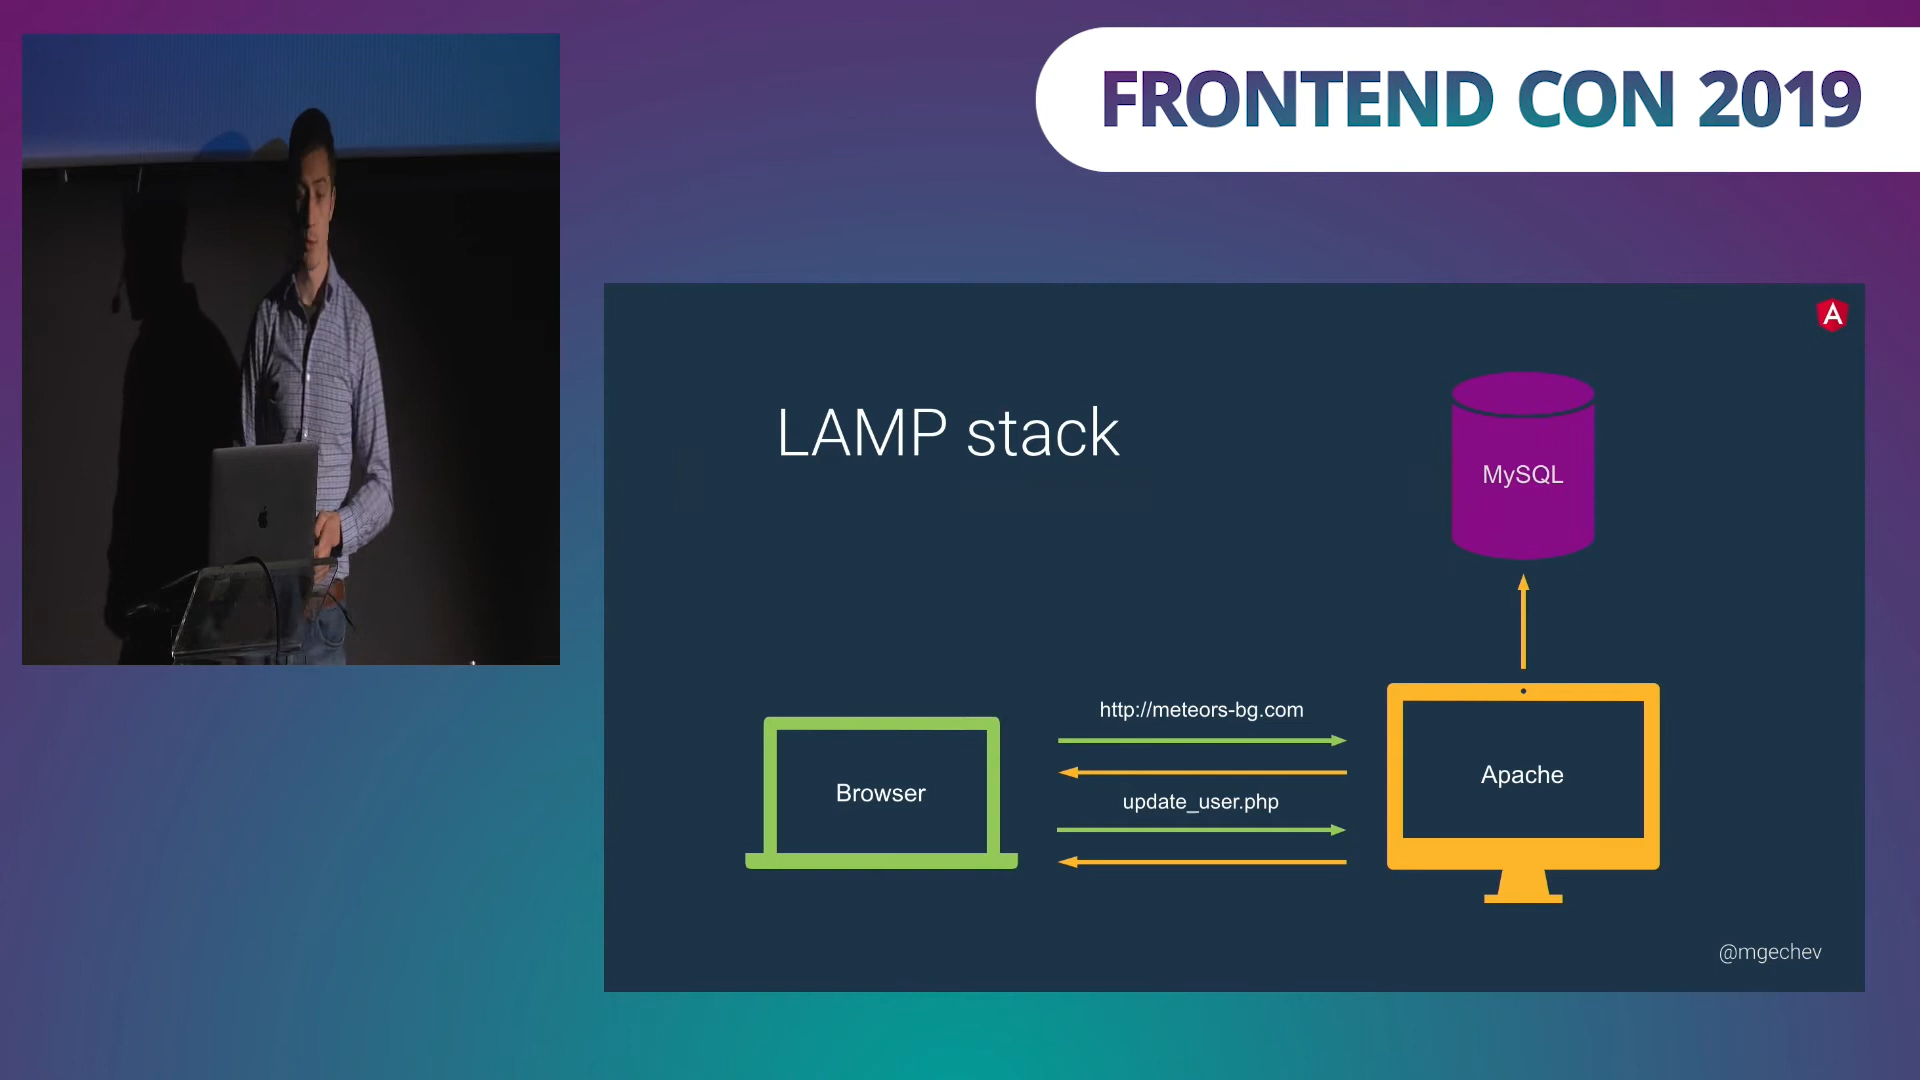 FRONTEND CON 2019
A
LAMP stack
MySQL
http://meteors-bg.com
Browser
update_user.php
Apache
@mgechev